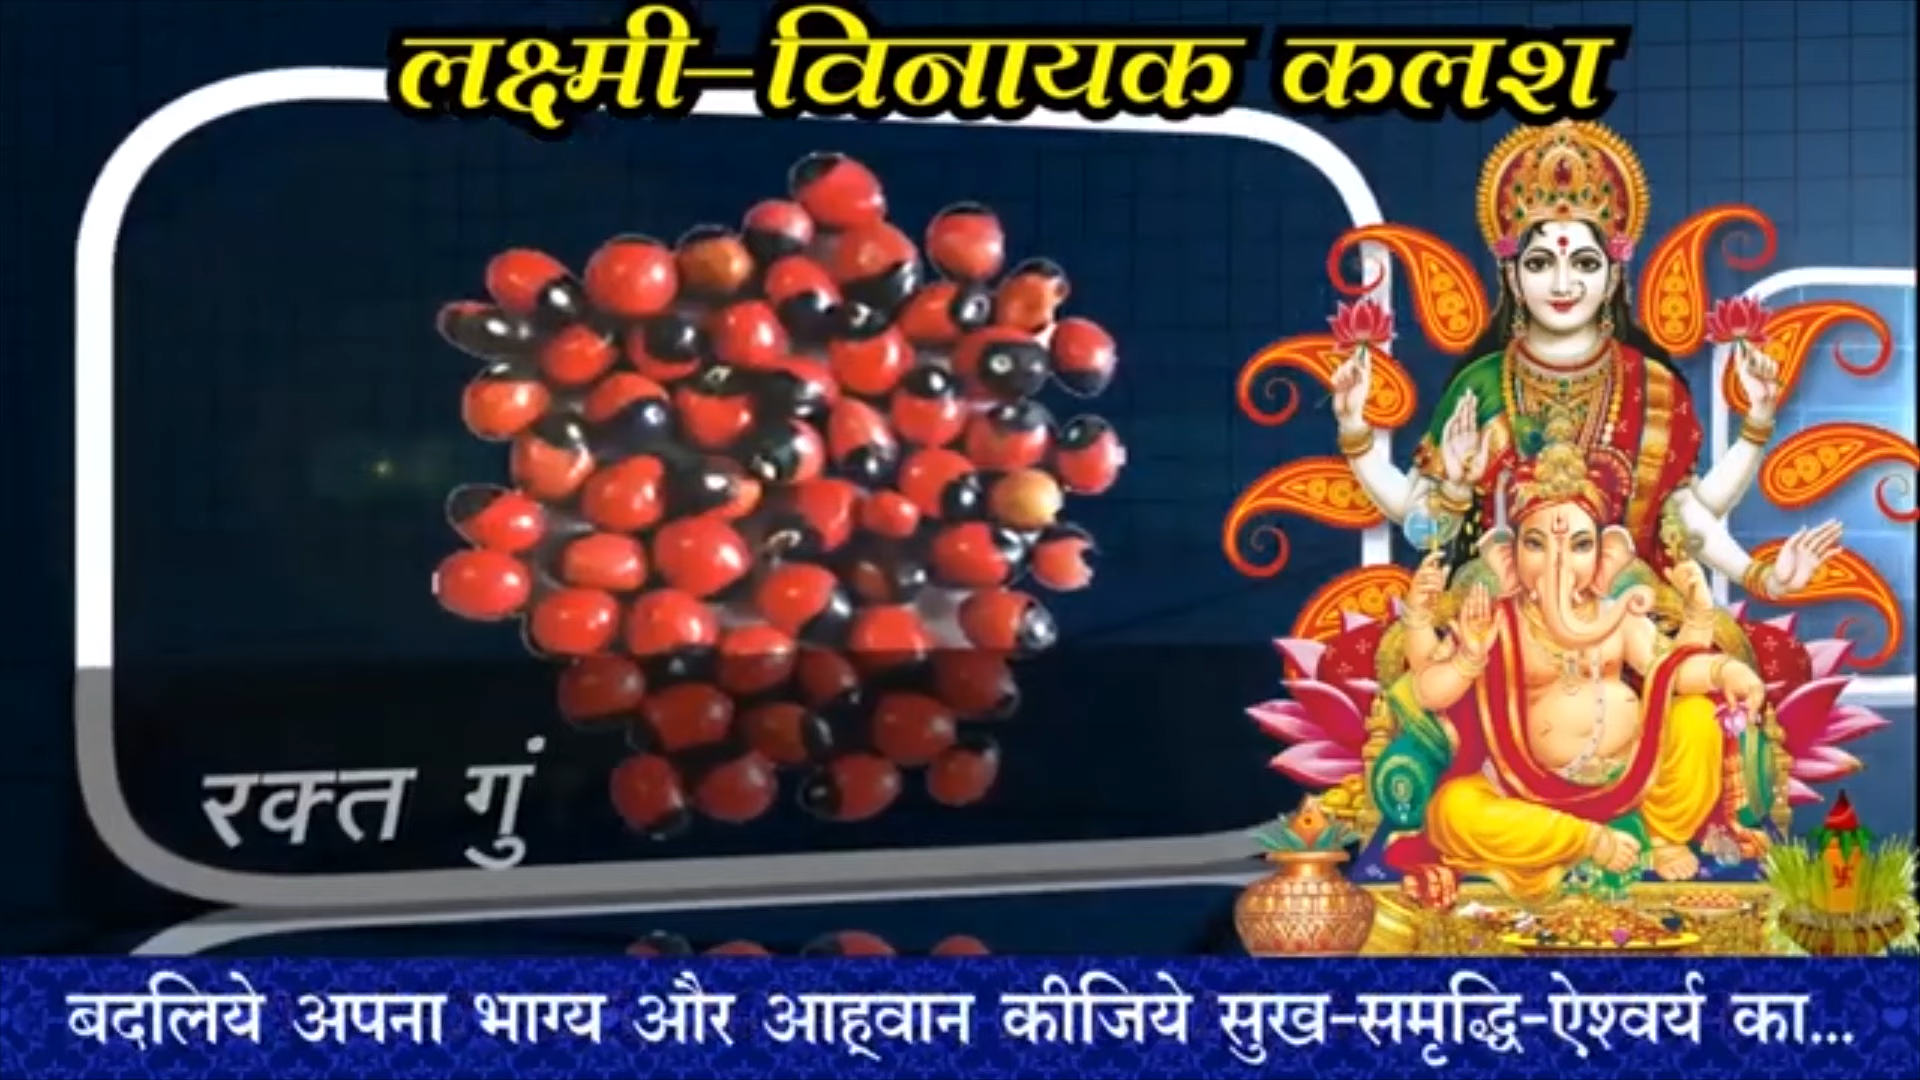 लक्ष्मी-विनायक कलश
रक्त गुं
बदलिये अपना भाग्य और आह्वान कीजिये सुख-समृद्धि-ऐश्वर्य का...